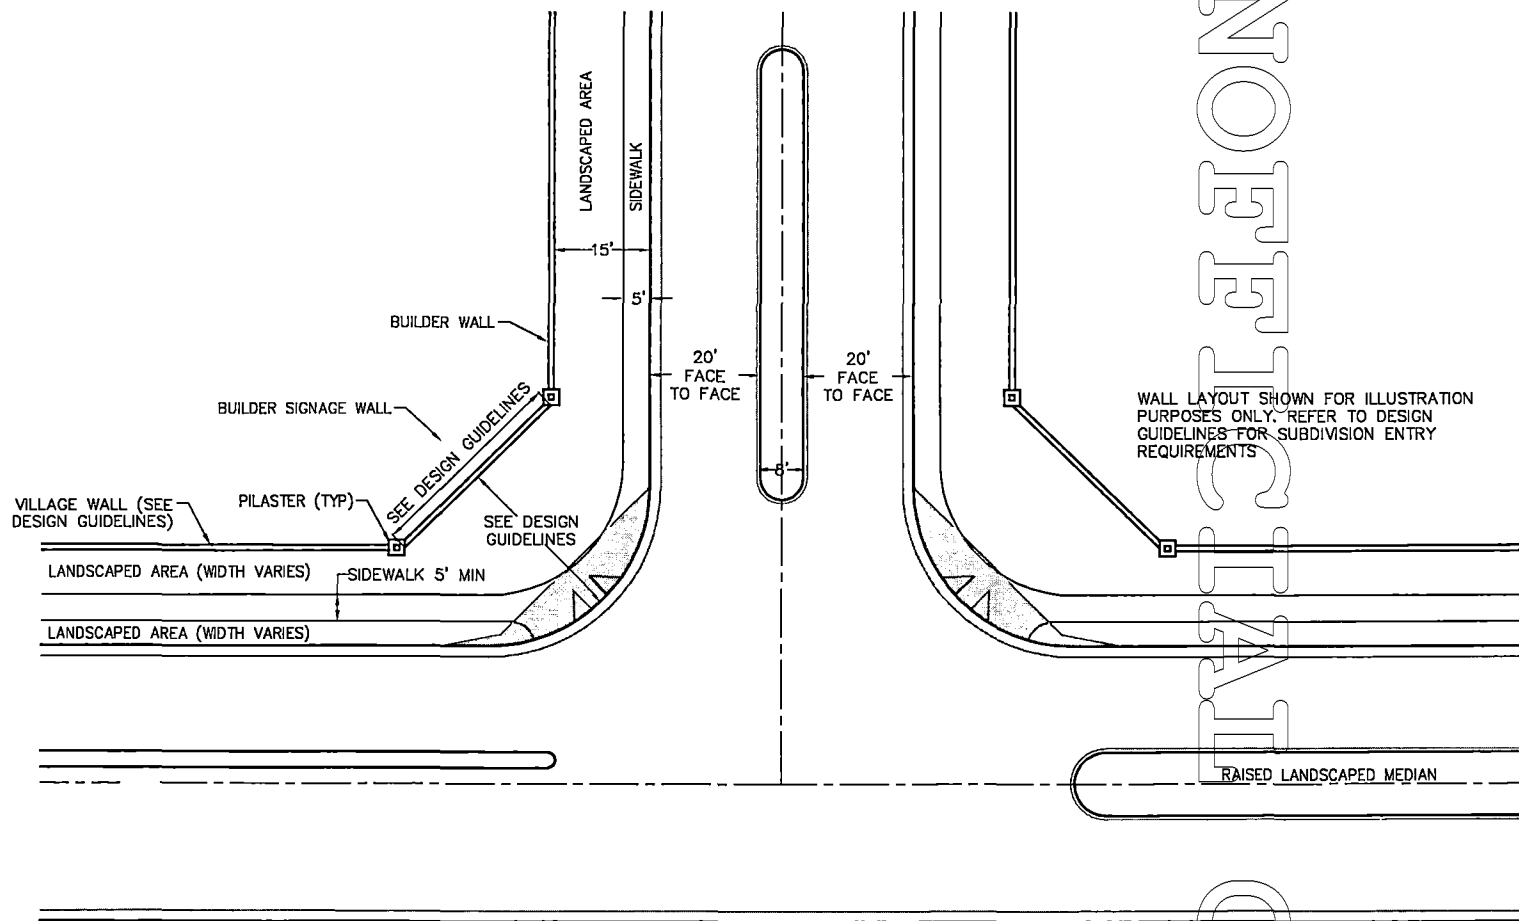 LANDSCAPED AREA
SIDEWALK
15'
5'
BUILDER WALL
20'
FACE
TO FACE
20'
FACE
TO FACE
BUILDER SIGNAGE WALL
SEE DESIGN GUIDELINES
WALL LAYOUT SHOWN FOR ILLUSTRATION
PURPOSES ONLY. REFER TO DESIGN
GUIDELINES FOR SUBDIVISION ENTRY
REQUIREMENTS
8'
VILLAGE WALL (SEE
DESIGN GUIDELINES)
PILASTER (TYP)
SEE DESIGN
GUIDELINES
LANDSCAPED AREA (WIDTH VARIES)
SIDEWALK 5' MIN
LANDSCAPED AREA (WIDTH VARIES)
RAISED LANDSCAPED MEDIAN
NOFFICIAL